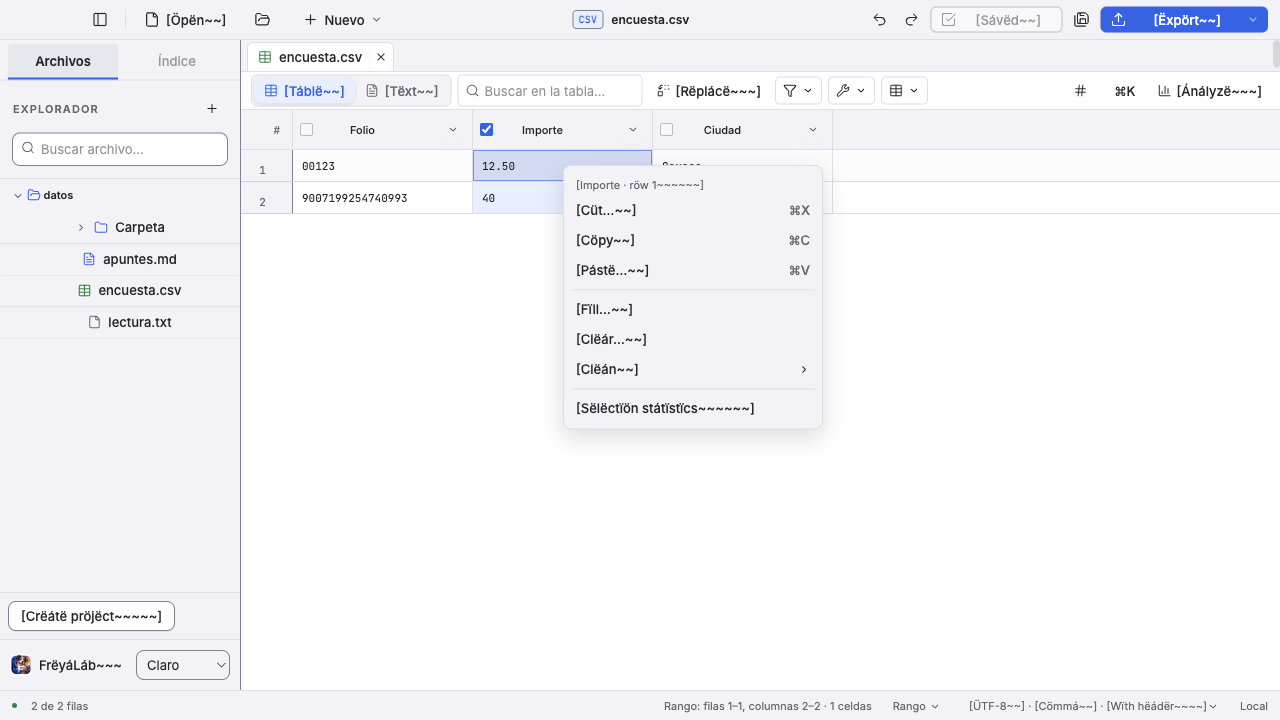 [Öpën~~]
Nuevo
CSV encuesta.csv
[Sávëd~~]
[Ëxpört~~]
Archivos
Índice
encuesta.csv
EXPLORADOR
Buscar archivo...
[Táblë~~]
[Tëxt~~]
Buscar en la tabla...
[Rëplácë~~~]
⌘K
[Ánályzë~~~]
# Folio Importe Ciudad
1 00123 12.50
2 9007199254740993 40
datos
Carpeta
apuntes.md
encuesta.csv
lectura.txt
[Importe · röw 1~~~~~~]
[Cüt...~~] ⌘X
[Cöpy~~] ⌘C
[Pástë...~~] ⌘V
[Fïll...~~]
[Clëár...~~]
[Clëán~~]
[Sëlëctïön státïstïcs~~~~~~]
[Crëátë pröjëct~~~~~]
FrëyáLáb~~~
Claro
2 de 2 filas
Rango: filas 1–1, columnas 2–2 · 1 celdas
Rango
[ÜTF-8~~] · [Cömmá~~] · [Wïth hëádër~~~~]
Local